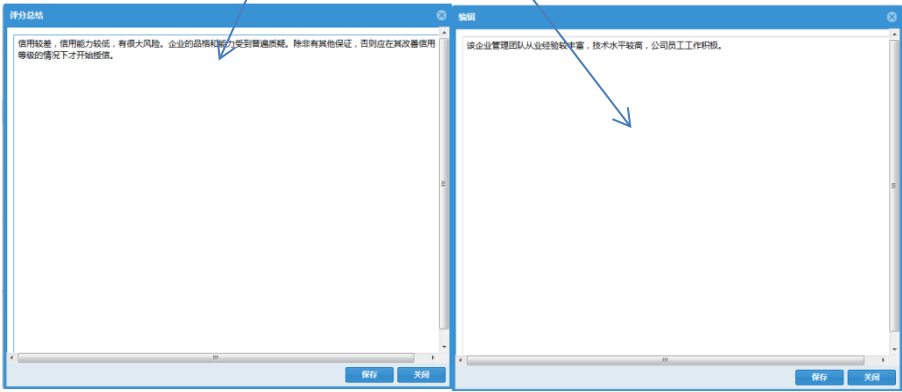 评分总结
信用较差，信用能力较低，有很大风险。企业的品格和能力受到普遍质疑。除非有其他保证，否则应在其改善信用
等级的情况下才开始授信。
保存
关闭
编辑
该企业管理团队从业经验较丰富，技术水平较高，公司员工工作积极。
保存
关闭